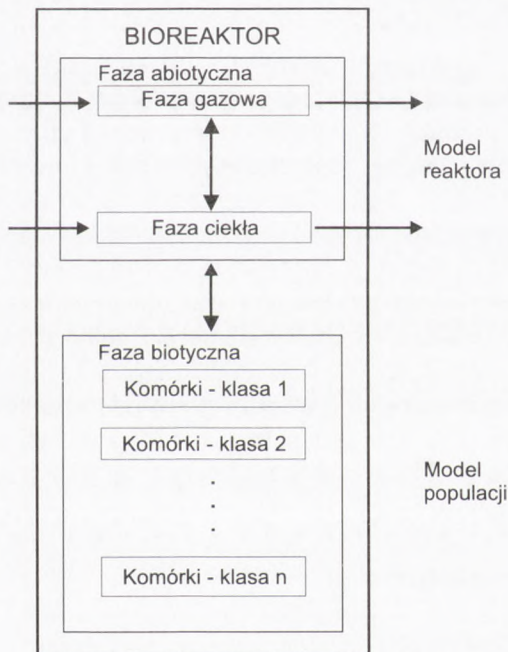 BIOREAKTOR
Faza abiotyczna
Faza gazowa
Model
reaktora
Faza ciekła
Faza biotyczna
Komórki - klasa 1
Komórki - klasa 2
.
.
.
Model
populacji
Komórki - klasa n